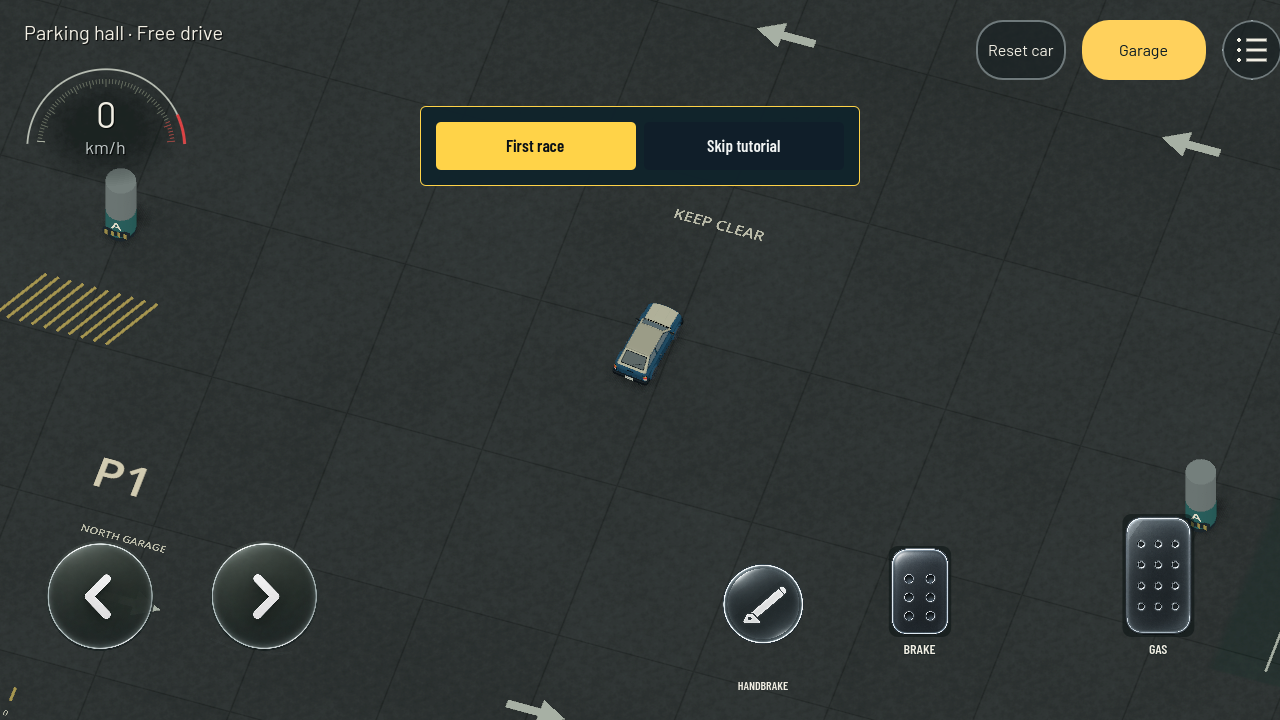 Parking hall · Free drive
Reset car
Garage
0
km/h
First race
Skip tutorial
A
KEEP CLEAR
P1
NORTH GARAGE
A
BRAKE
GAS
HANDBRAKE
0